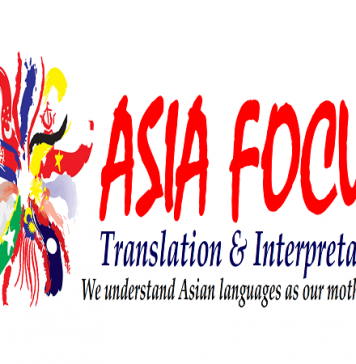 ASIA FOCU
Translation & Interpreta
We understand Asian languages as our moth